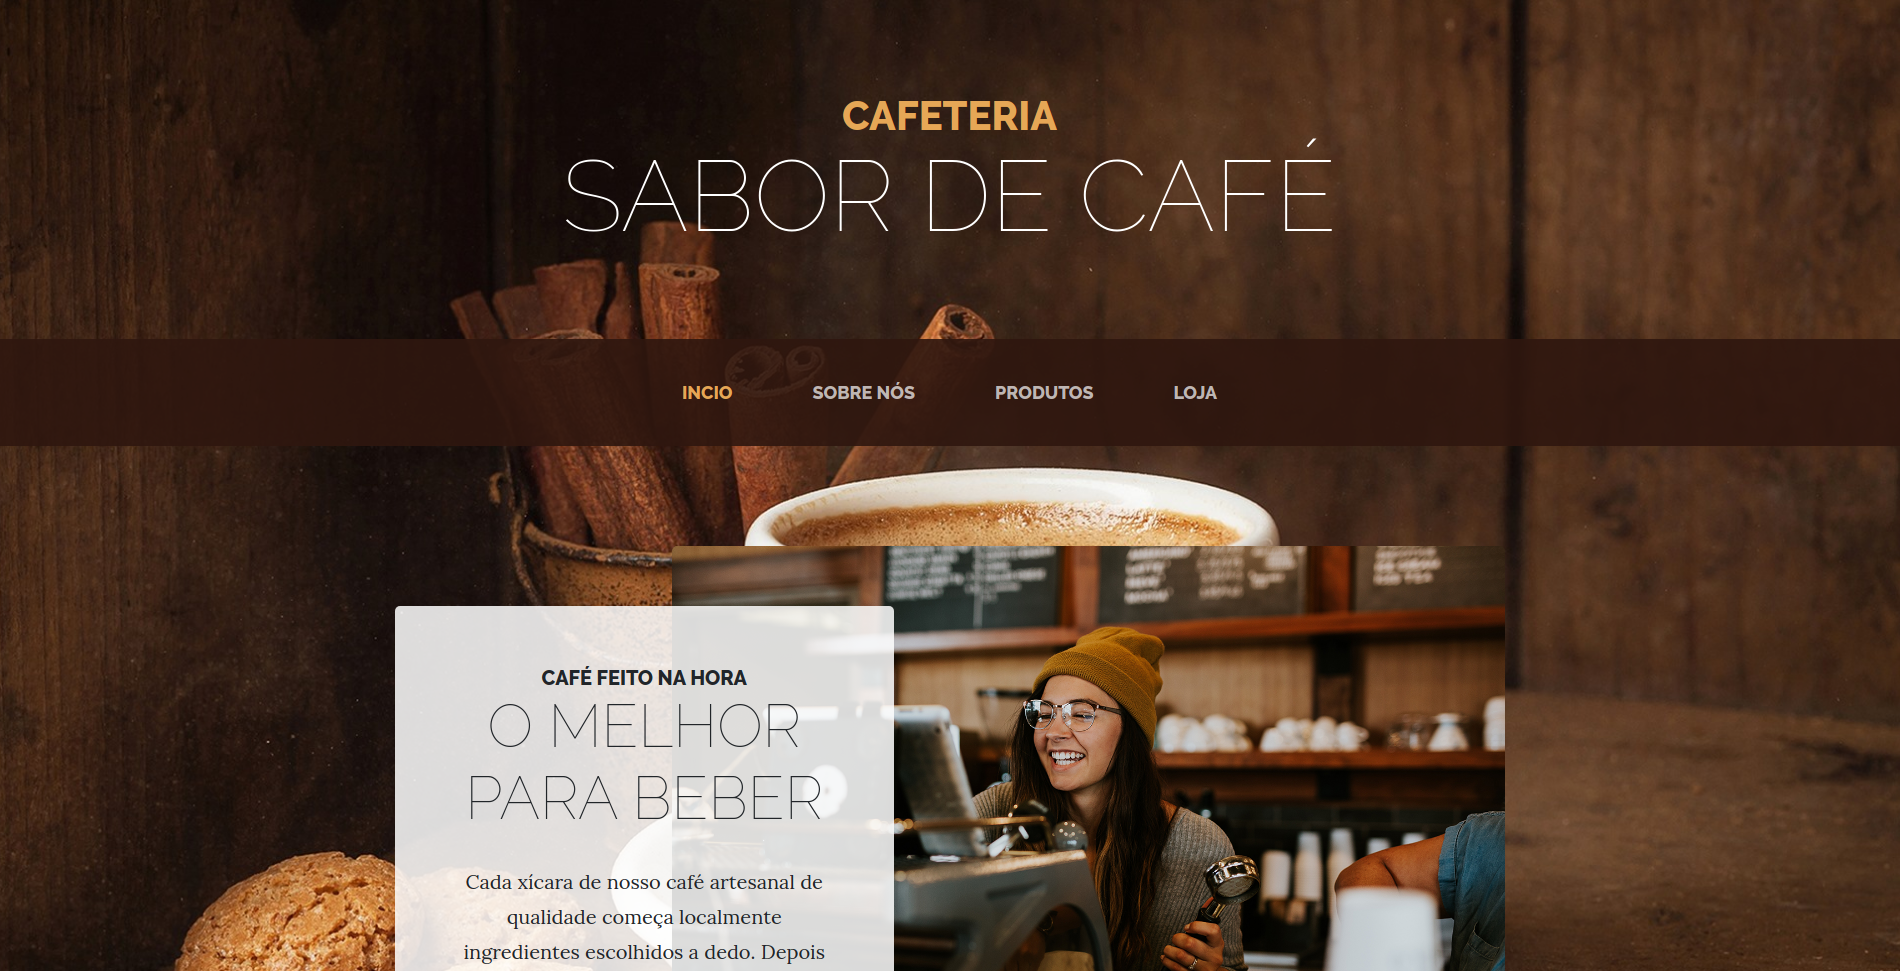 CAFETERIA
SABOR DE CAFÉ
INCIO
SOBRE NÓS
PRODUTOS
LOJA
CAFÉ FEITO NA HORA
O MELHOR
PARA BEBER
Cada xícara de nosso café artesanal de
qualidade começa localmente
ingredientes escolhidos a dedo. Depois